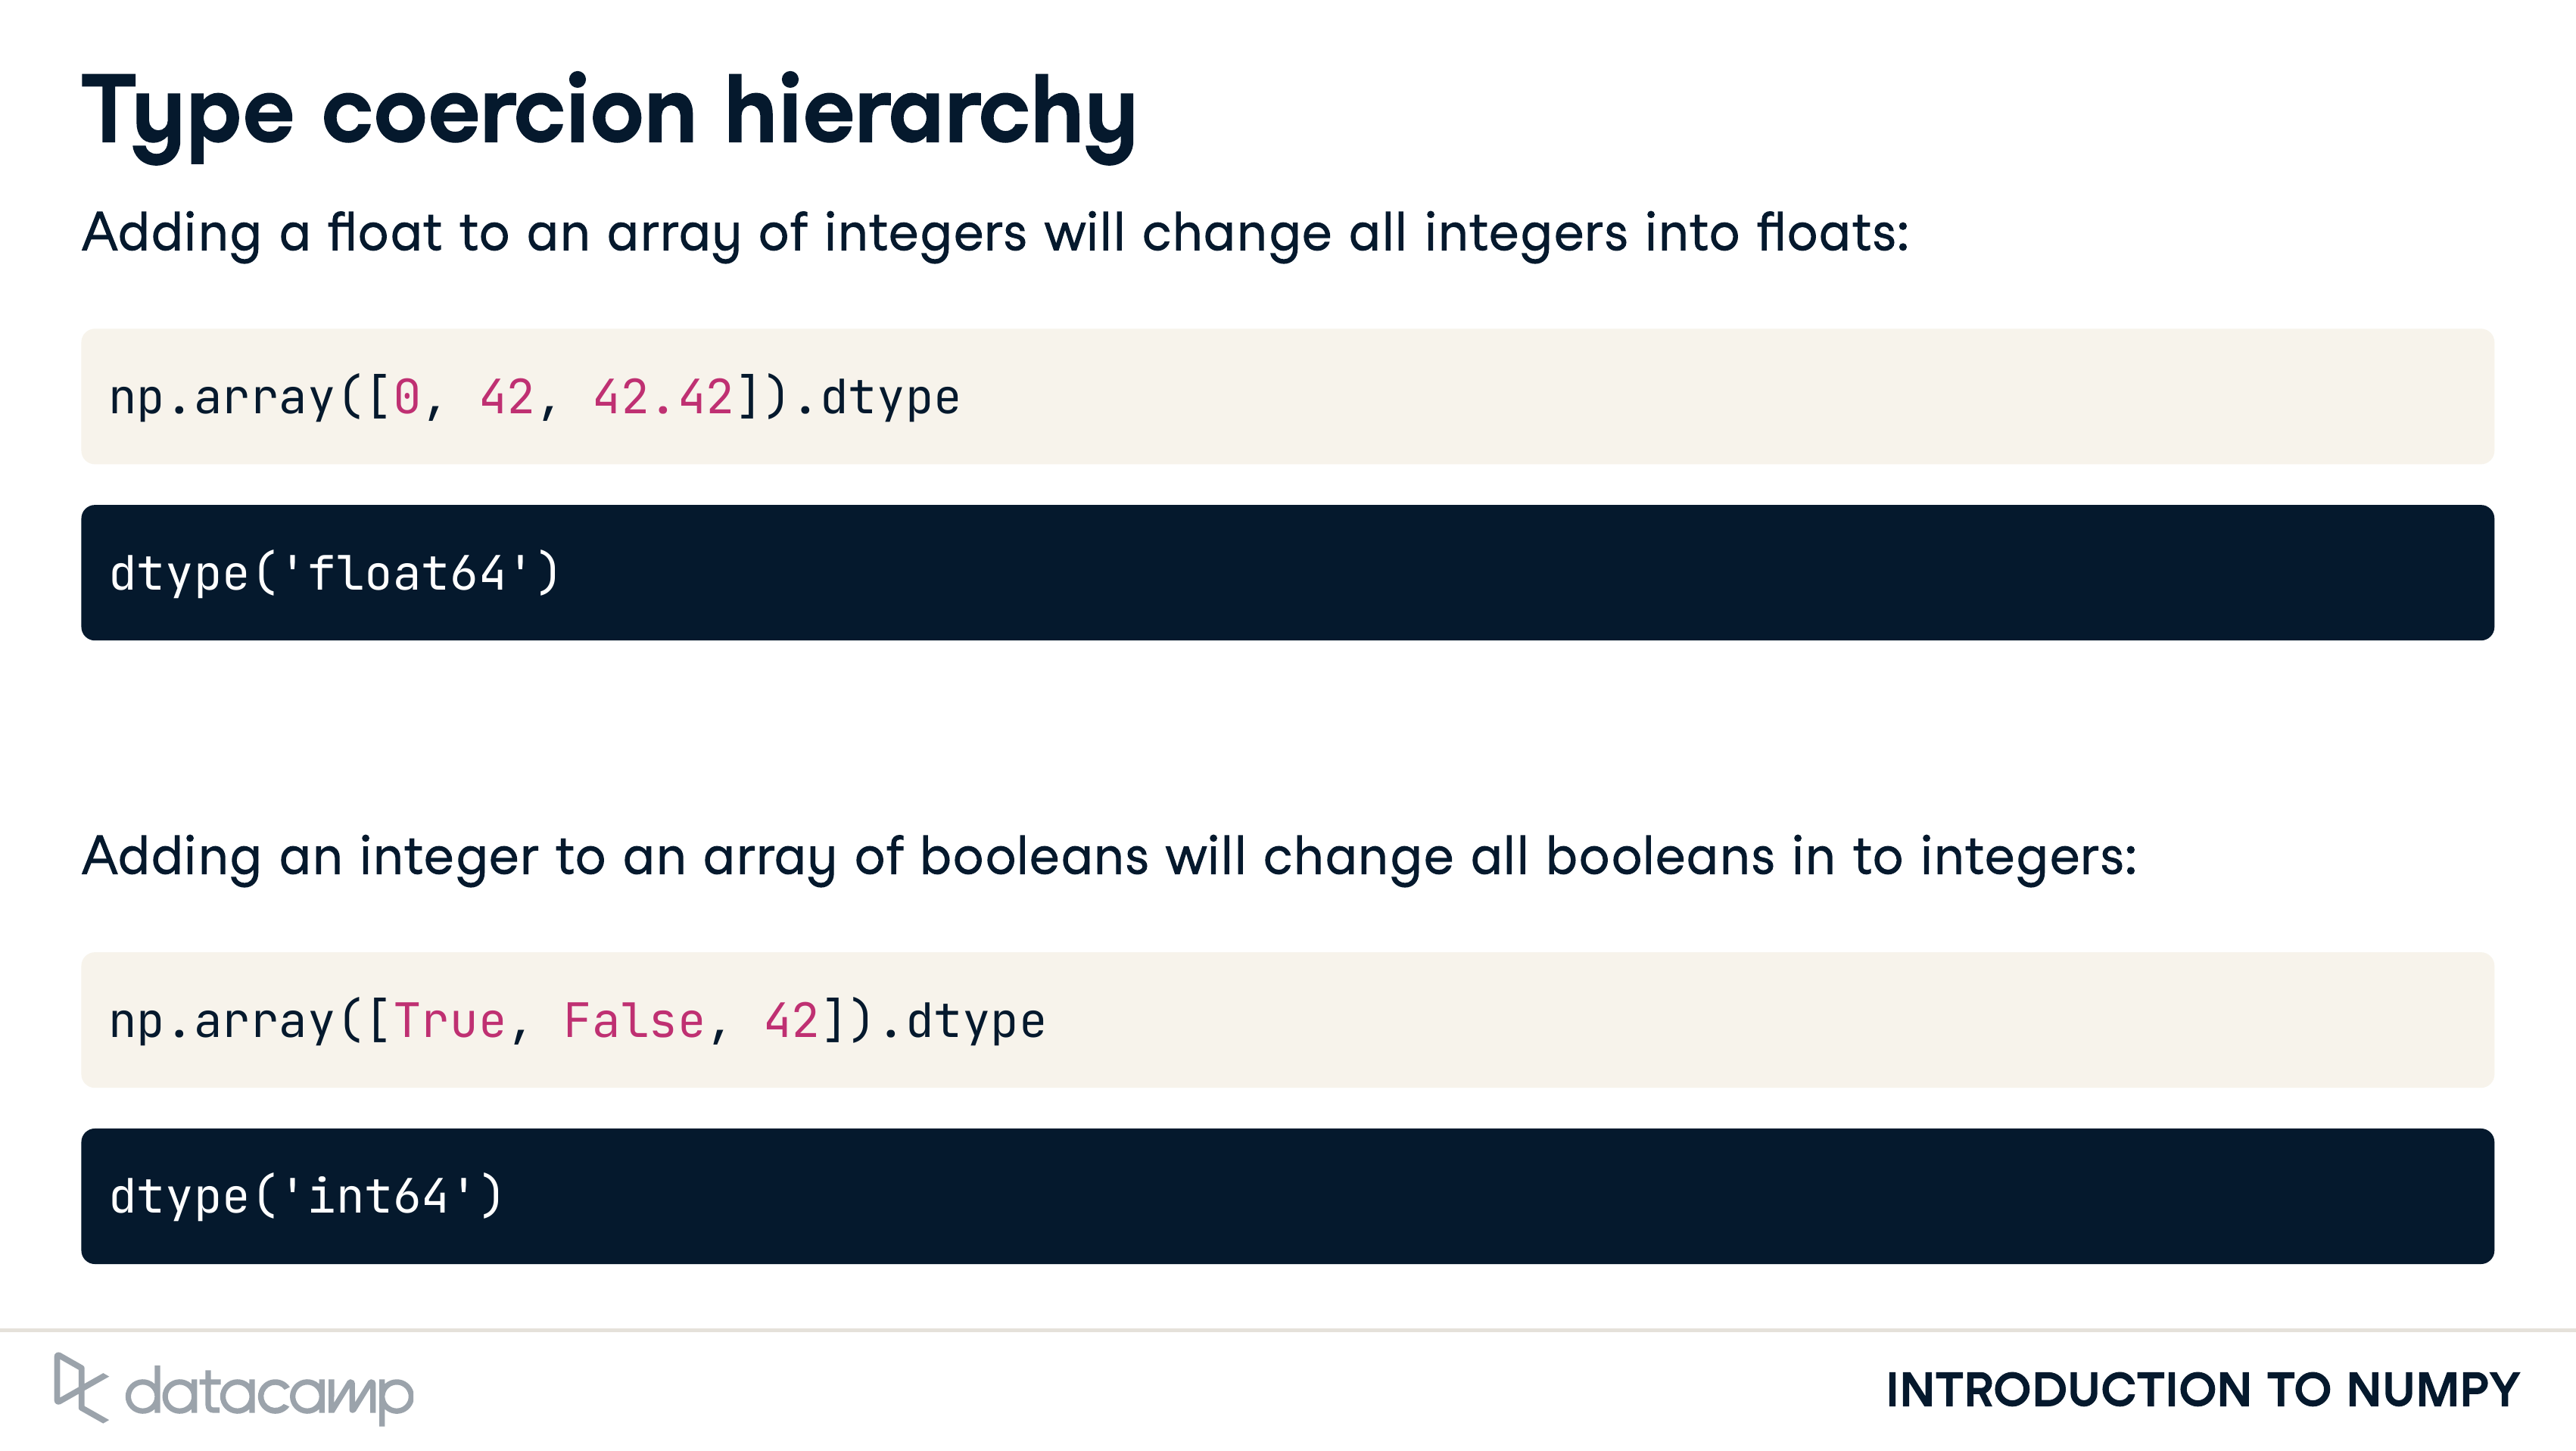 Type coercion hierarchy
Adding a float to an array of integers will change all integers into floats:
np.array([0, 42, 42.42]).dtype
dtype('float64')
Adding an integer to an array of booleans will change all booleans in to integers:
np.array([True, False, 42]).dtype
dtype('int64')
datacamp
INTRODUCTION TO NUMPY